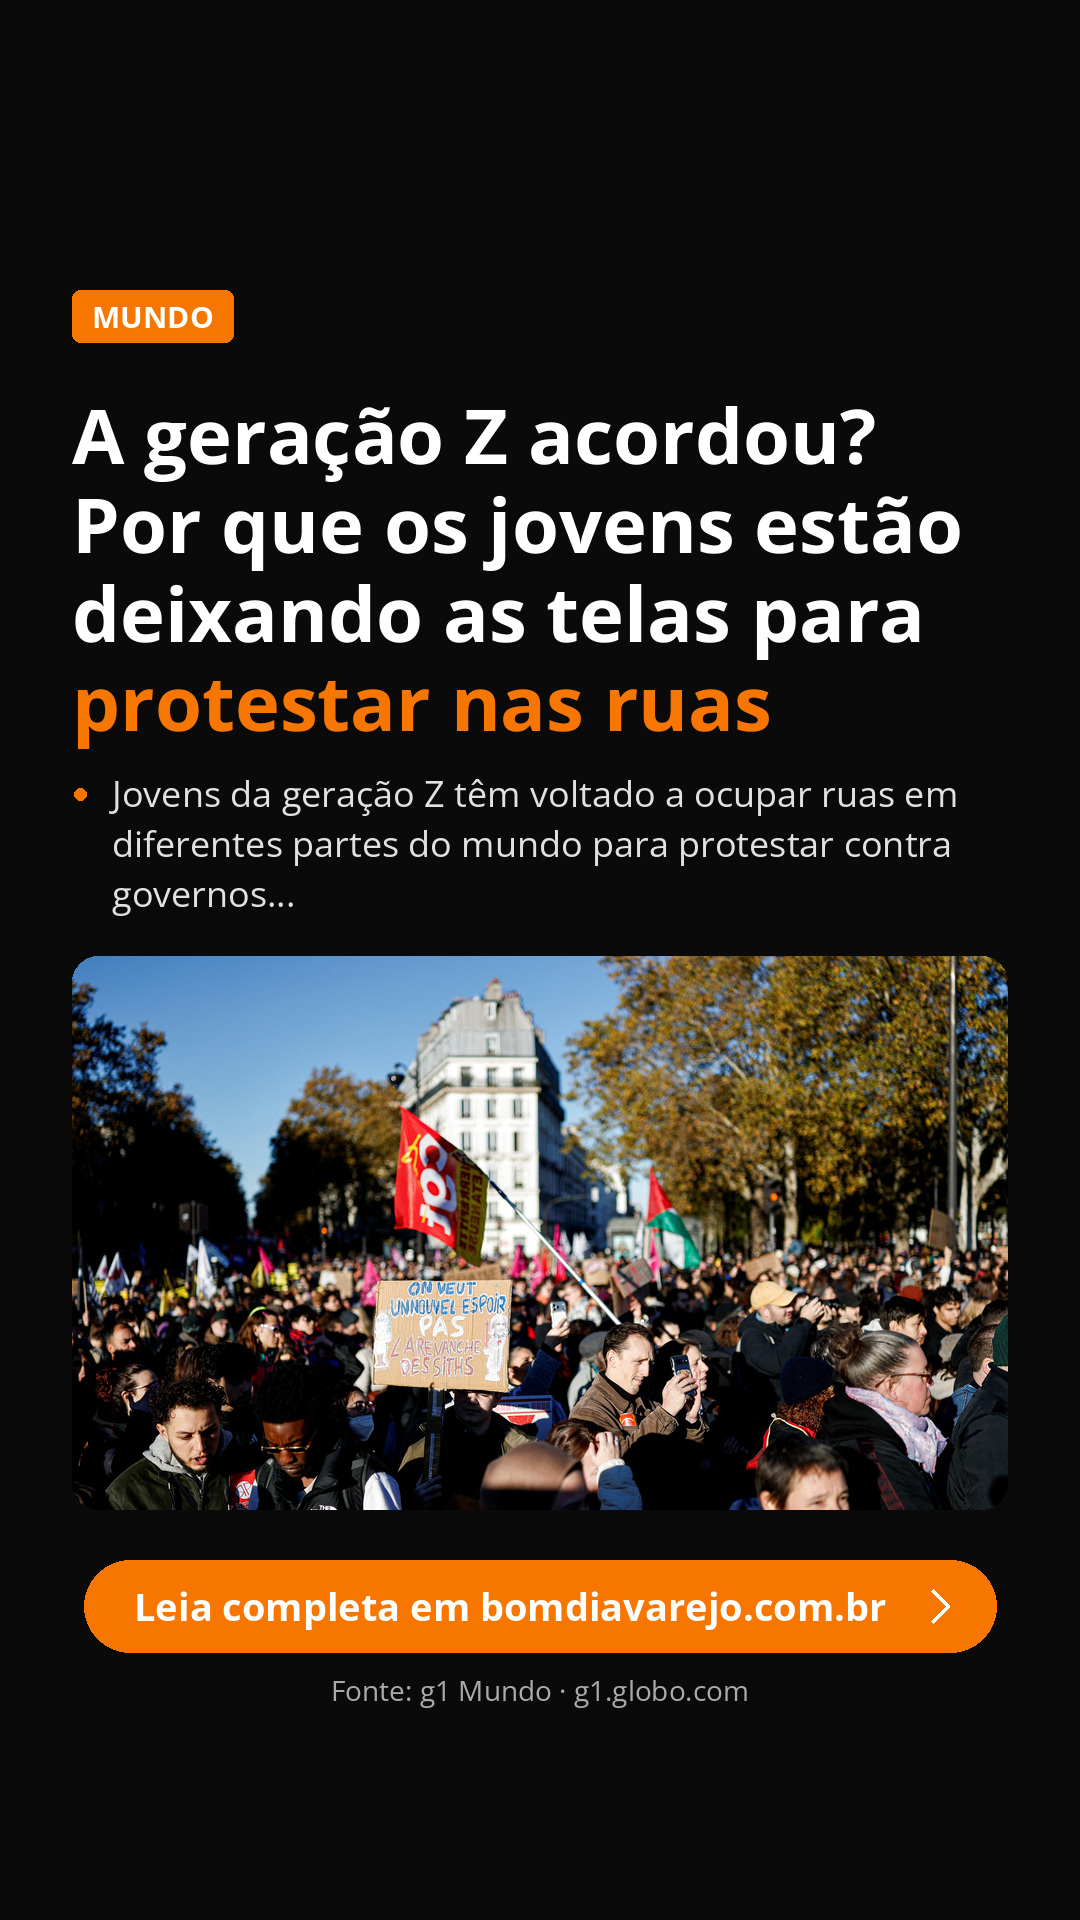 MUNDO
A geração Z acordou?
Por que os jovens estão
deixando as telas para
protestar nas ruas
Jovens da geração Z têm voltado a ocupar ruas em
diferentes partes do mundo para protestar contra
governos...
cgt
ON VEUT
UN NOUVEL ESPOIR
PAS
LA REVANCHE
DES SITHS
Leia completa em bomdiavarejo.com.br
Fonte: g1 Mundo · g1.globo.com